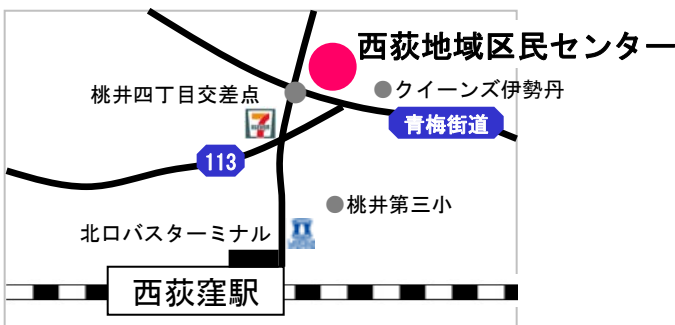 西荻地域区民センター
桃井四丁目交差点
クイーンズ伊勢丹
7
青梅街道
113
桃井第三小
北口バスターミナル
西荻窪駅